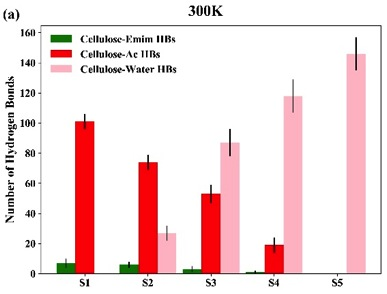 (a)
300K
Cellulose-Emim HBs
Cellulose-Ac HBs
Cellulose-Water HBs
Number of Hydrogen Bonds
160
140
120
100
80
60
40
20
0
S1 S2 S3 S4 S5